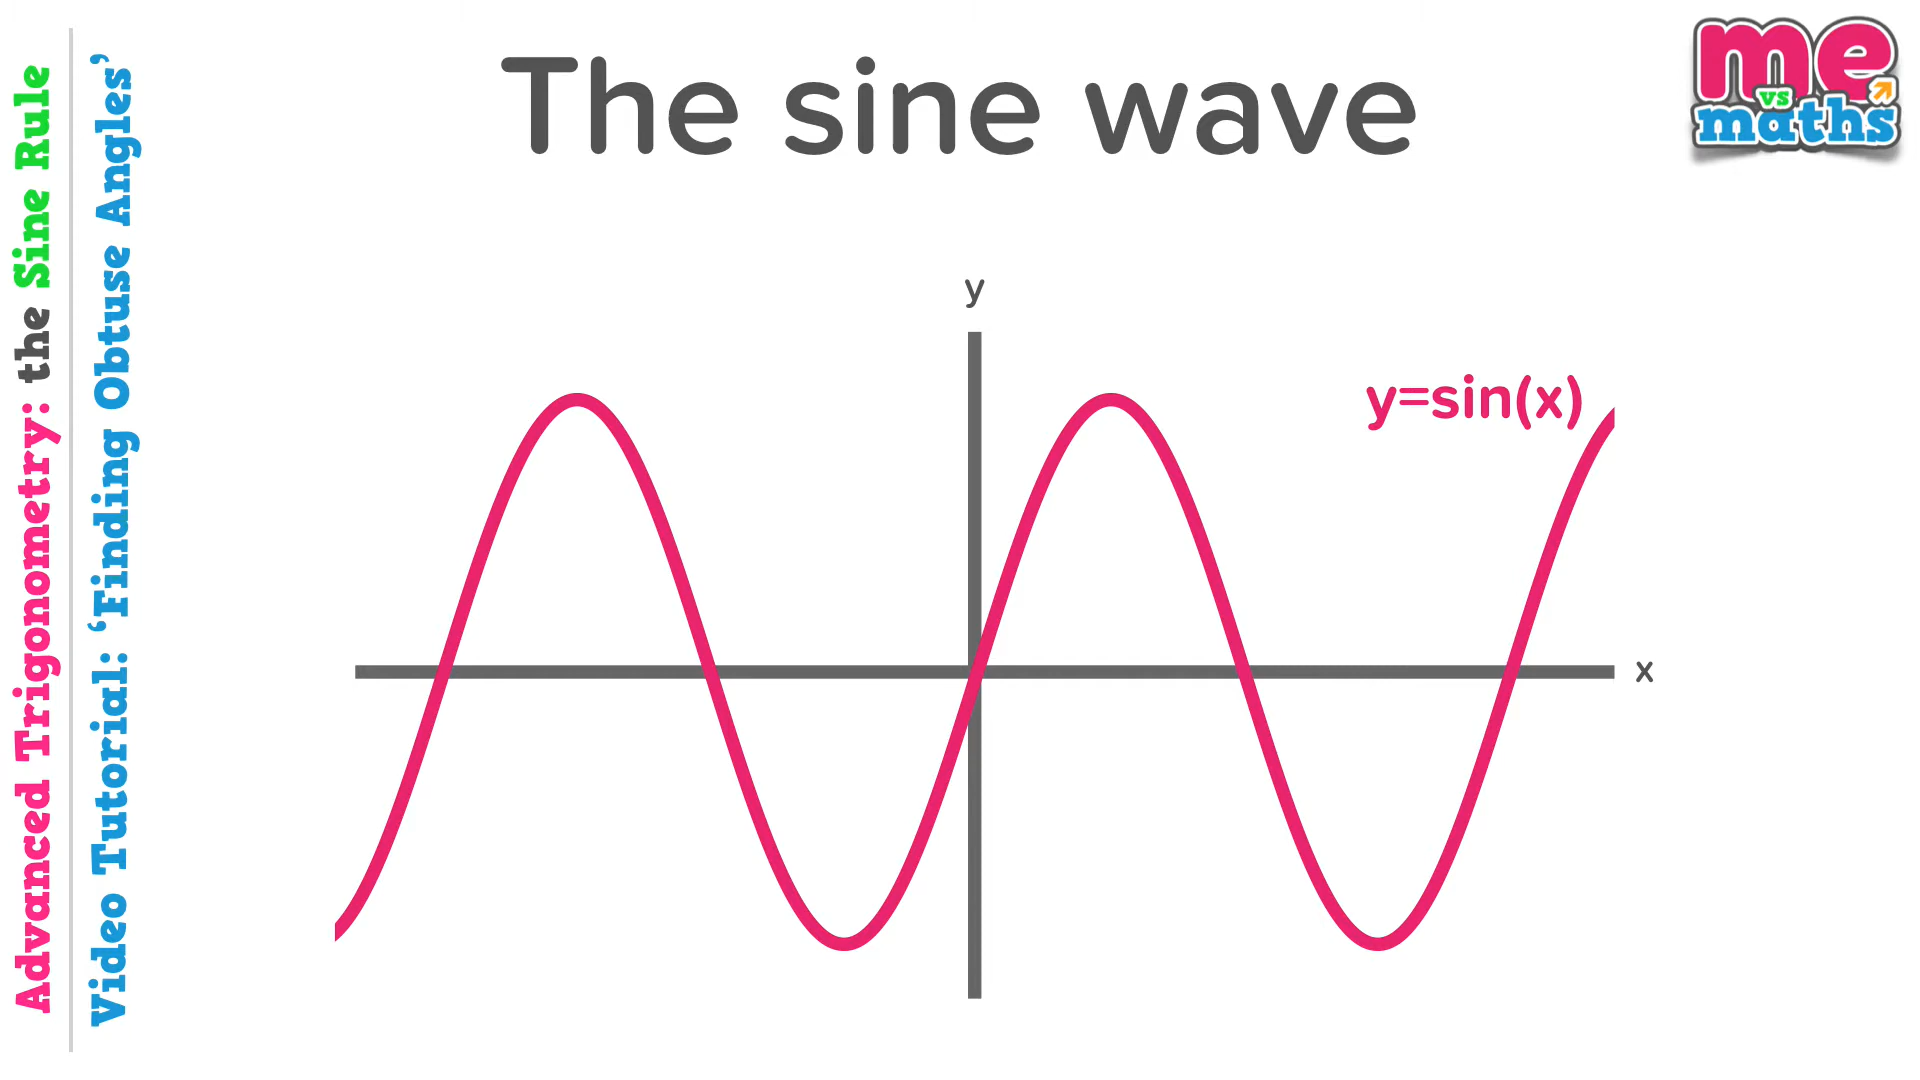 The sine wave
me
vs
maths
Advanced Trigonometry: the Sine Rule
Video Tutorial: ‘Finding Obtuse Angles’
y
y=sin(x)
x